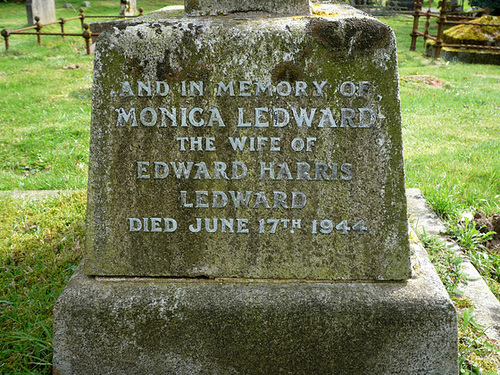 AND IN MEMORY OF
MONICA LEDWARD
THE WIFE OF
EDWARD HARRIS
LEDWARD
DIED JUNE 17TH 1944